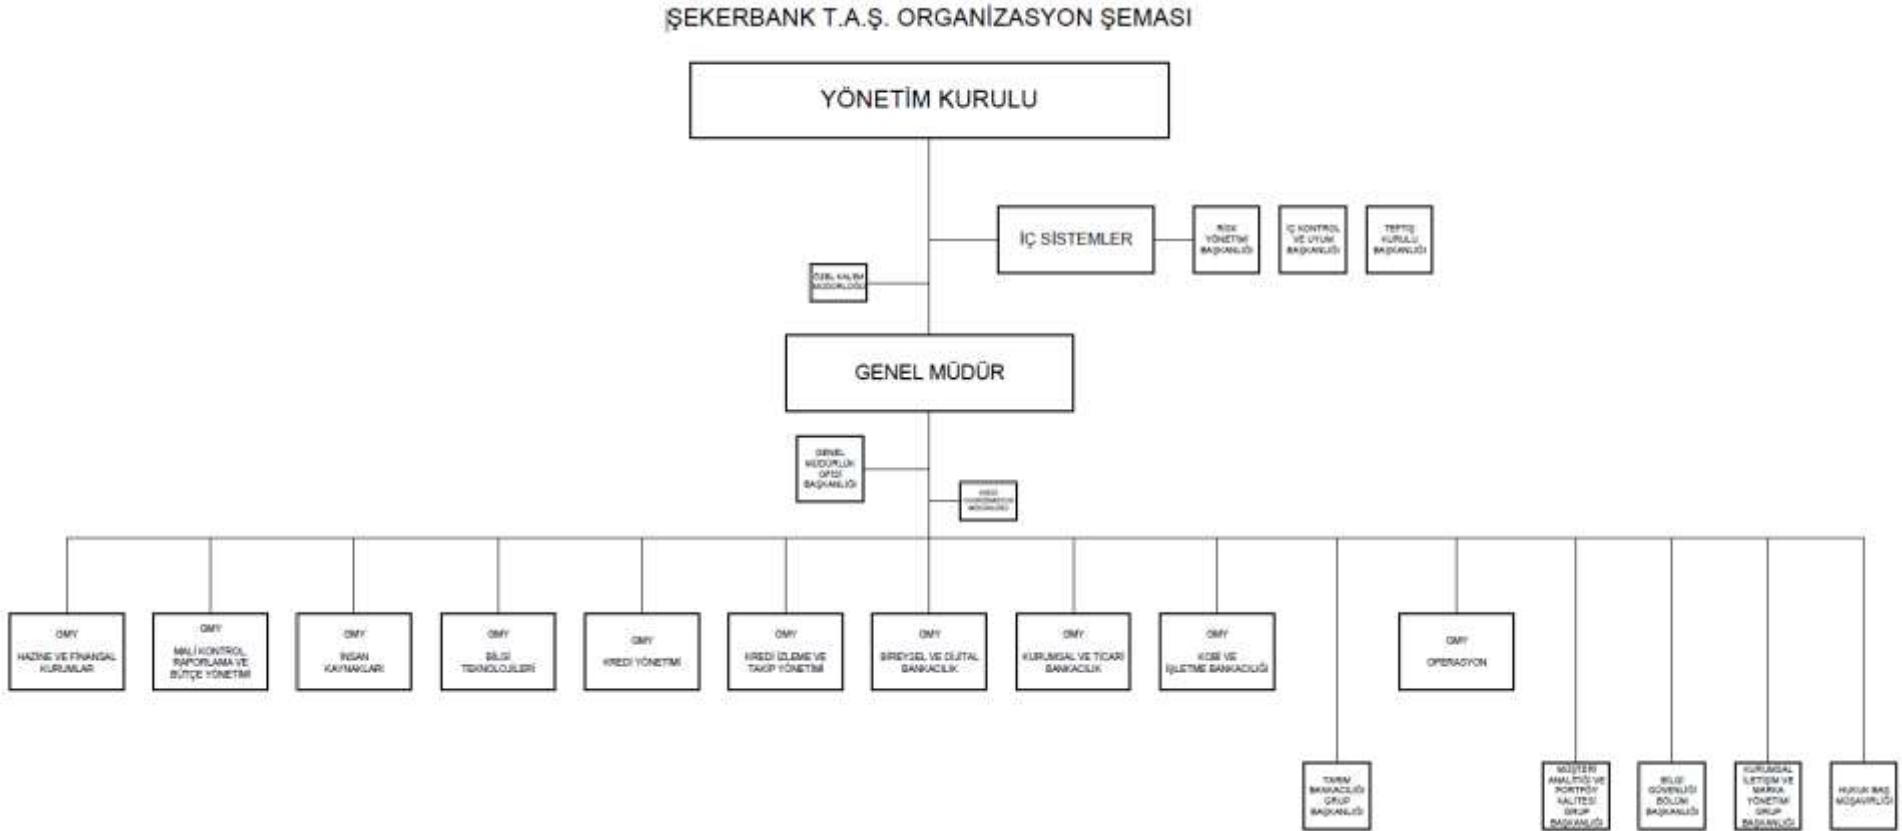 ŞEKERBANK T.A.Ş. ORGANİZASYON ŞEMASI
YÖNETİM KURULU
İÇ SİSTEMLER
RİSK
YÖNETİMİ
BAŞKANLIĞI
İÇ KONTROL
VE UYUM
BAŞKANLIĞI
TEFTİŞ
KURULU
BAŞKANLIĞI
ÖZEL KALEM
MÜDÜRLÜĞÜ
GENEL MÜDÜR
GENEL
MÜDÜRLÜK
OFİSİ
BAŞKANLIĞI
MÜDÜRLÜĞÜ
GMY
HAZİNE VE FİNANSAL
KURUMLAR
GMY
MALİ KONTROL
RAPORLAMA VE
BÜTÇE YÖNETİMİ
GMY
İNSAN
KAYNAKLARI
GMY
BİLGİ
TEKNOLOJİLERİ
GMY
KREDİ YÖNETİMİ
GMY
KREDİ İZLEME VE
TAKİP YÖNETİMİ
GMY
BİREYSEL VE DİJİTAL
BANKACILIK
GMY
KURUMSAL VE TİCARİ
BANKACILIK
GMY
KOBİ VE
İŞLETME BANKACILIĞI
GMY
OPERASYON
TARIM
BANKACILIĞI
GRUP
BAŞKANLIĞI
MÜŞTERİ
ANALİTİĞİ VE
PORTFÖY
KALİTESİ
GRUP
BAŞKANLIĞI
BİLGİ
GÜVENLİĞİ
BÖLÜM
BAŞKANLIĞI
KURUMSAL
İLETİŞİM VE
MARKA
YÖNETİMİ
GRUP
BAŞKANLIĞI
HUKUK BAŞ
MÜŞAVİRLİĞİ